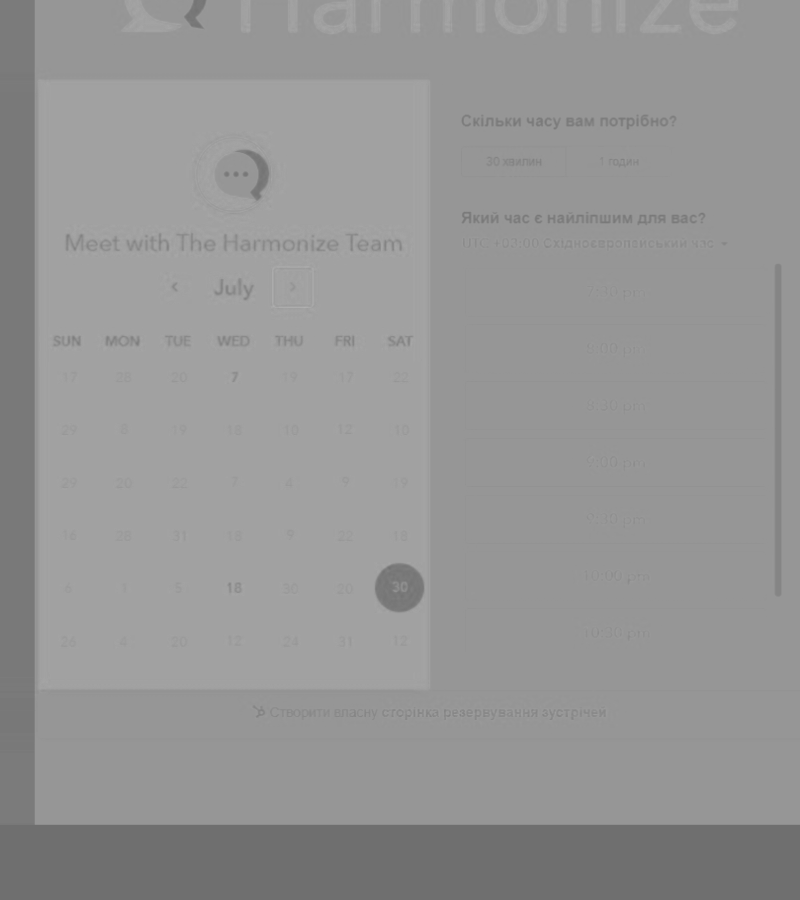 Harmonize
Meet with The Harmonize Team
July
SUN MON TUE WED THU FRI SAT
17 28 20 7 19 17 22
29 8 19 16 10 12 10
29 20 22 7 4 9 19
16 28 31 18 9 22 18
6 1 5 18 30 20 30
26 4 20 12 24 31 12
Скільки часу вам потрібно?
30 хвилин 1 годин
Який час є найліпшим для вас?
UTC +02:00 Східноєвропейський час
7:30 pm
8:00 pm
8:30 pm
9:00 pm
9:30 pm
10:00 pm
10:30 pm
Створити власну сторінка резервування зустрічей